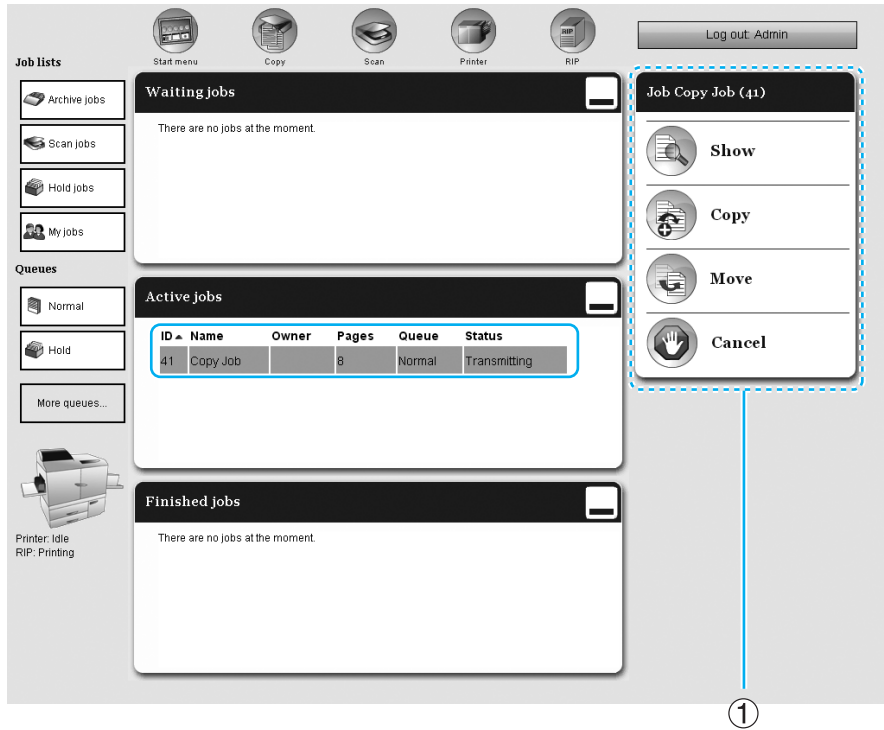 Start menu
Copy
Scan
Printer
RIP
RIP
Log out: Admin
Job lists
Archive jobs
Scan jobs
Hold jobs
My jobs
Queues
Normal
Hold
More queues...
Printer: Idle
RIP: Printing
Waiting jobs
There are no jobs at the moment.
Active jobs
ID Name Owner Pages Queue Status
41 Copy Job 8 Normal Transmitting
Finished jobs
There are no jobs at the moment.
Job Copy Job (41)
Show
Copy
Move
Cancel
①